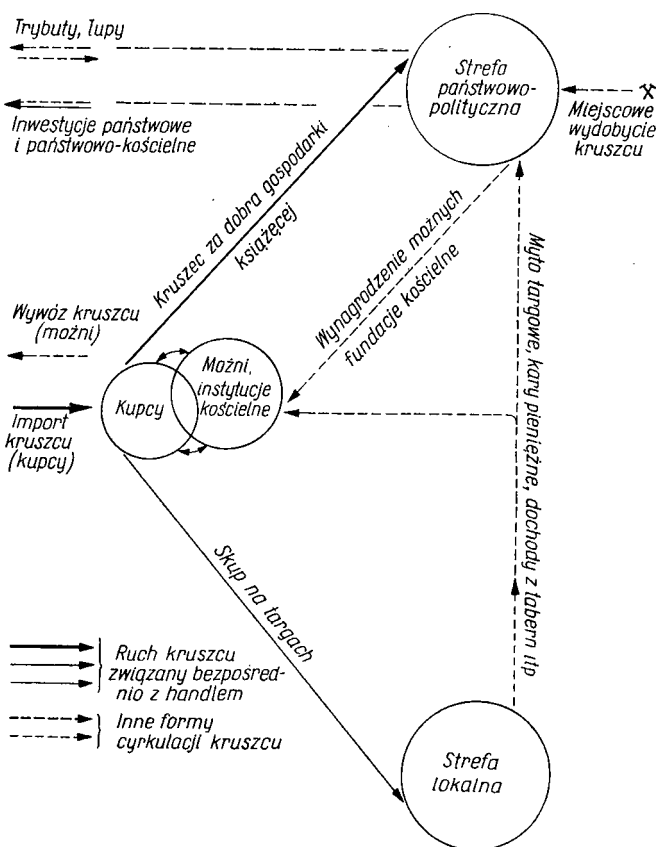 Trybuty, łupy
Strefa
państwowo-
polityczna
Miejscowe
wydobycie
kruszcu
Inwestycje państwowe
i państwowo-kościelne
Kruszec za dobra gospodarki
książęcej
Wynagrodzenie możnych
fundacje kościelne
Myto targowe, kary pieniężne, dochody z tabern itp
Wywóz kruszcu
(możni)
Możni,
instytucje
kościelne
Kupcy
Import
kruszcu
(kupcy)
Skup na targach
Ruch kruszcu
związany bezpośred-
nio z handlem
Inne formy
cyrkulacji kruszcu
Strefa
lokalna